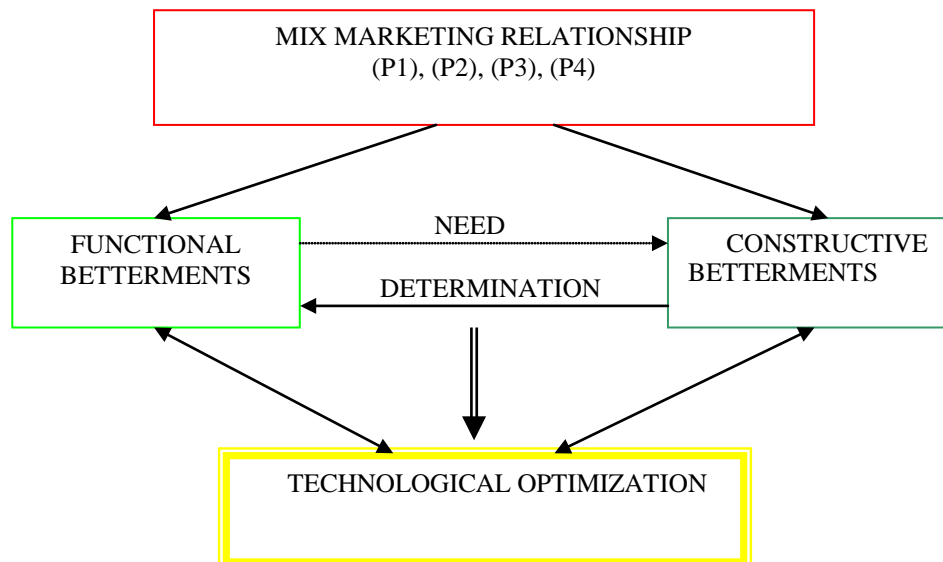 MIX MARKETING RELATIONSHIP
(P1), (P2), (P3), (P4)
FUNCTIONAL
BETTERMENTS
NEED
DETERMINATION
CONSTRUCTIVE
BETTERMENTS
TECHNOLOGICAL OPTIMIZATION